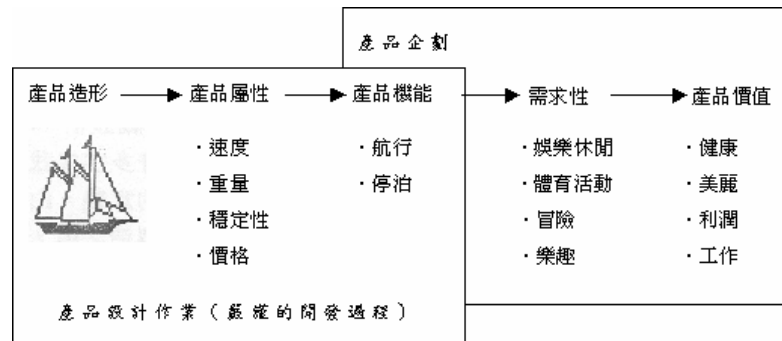 產品企劃
產品造形 產品屬性 產品機能 需求性 產品價值
·速度 ·航行 ·娛樂休閒 ·健康
·重量 ·停泊 ·體育活動 ·美麗
·穩定性 ·冒險 ·利潤
·價格 ·樂趣 ·工作
產品設計作業(嚴謹的開發過程)